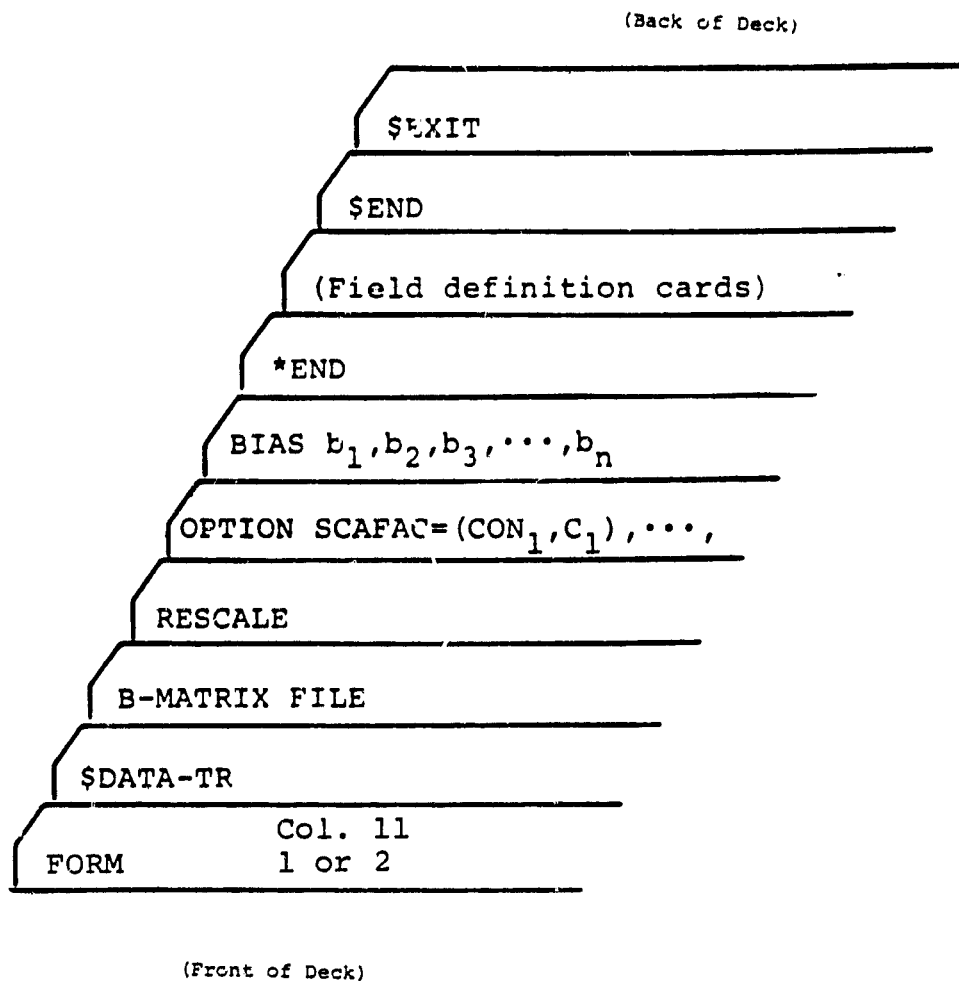 (Back of Deck)
$EXIT
$END
(Field definition cards)
*END
BIAS b₁,b₂,b₃,···,bₙ
OPTION SCAFAC=(CON₁,C₁),···,
RESCALE
B-MATRIX FILE
$DATA-TR
Col. 11
FORM 1 or 2
(Front of Deck)